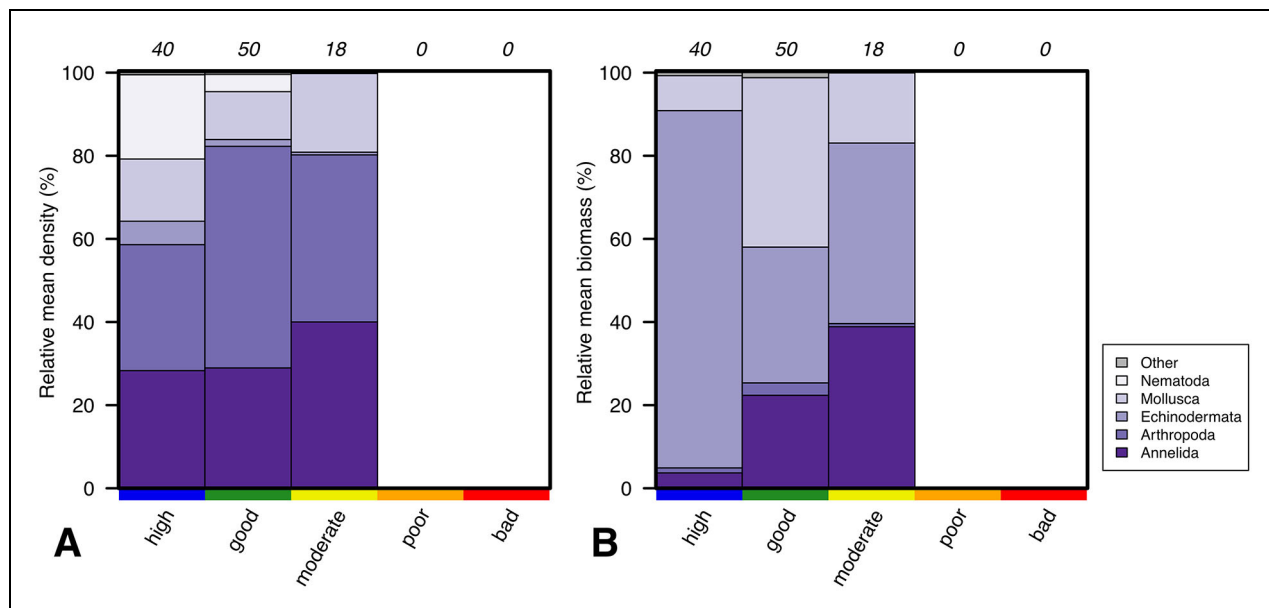 40 50 18 0 0
Relative mean density (%)
100
80
60
40
20
0
high
good
moderate
poor
bad
A
40 50 18 0 0
Relative mean biomass (%)
100
80
60
40
20
0
high
good
moderate
poor
bad
B
Other
Nematoda
Mollusca
Echinodermata
Arthropoda
Annelida